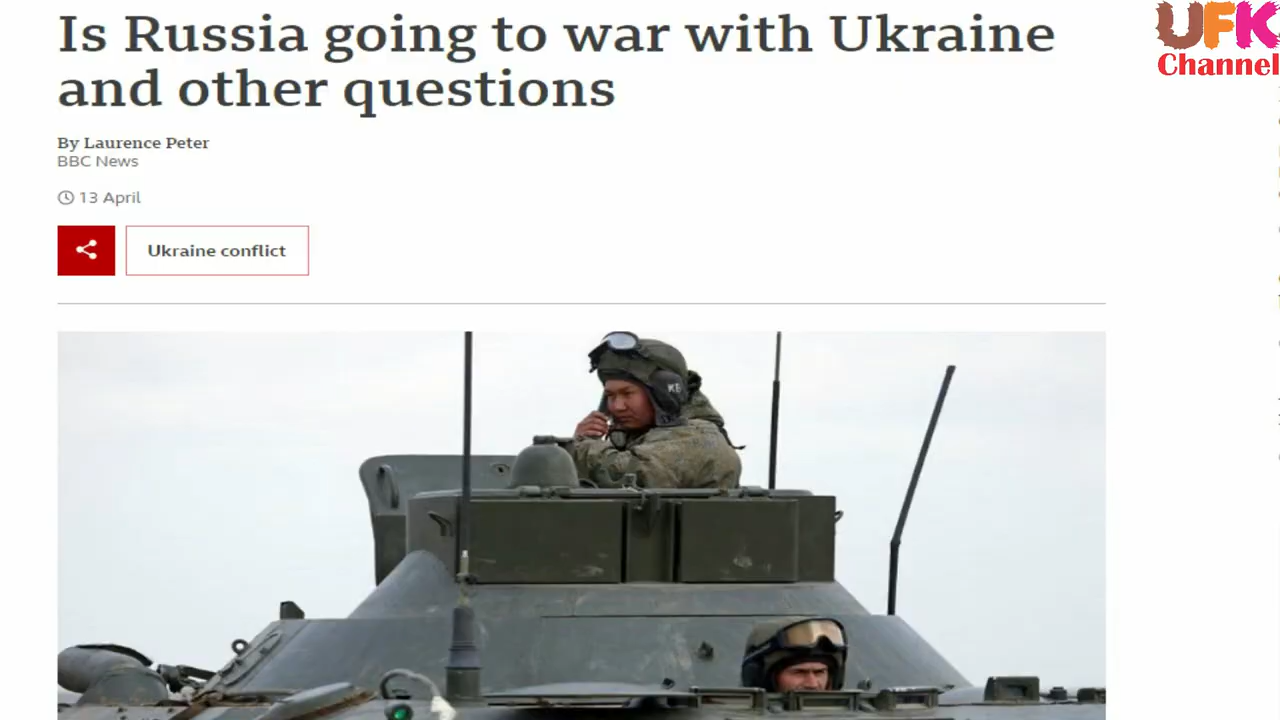 Is Russia going to war with Ukraine
and other questions
UFK
Channel
By Laurence Peter
BBC News
13 April
Ukraine conflict